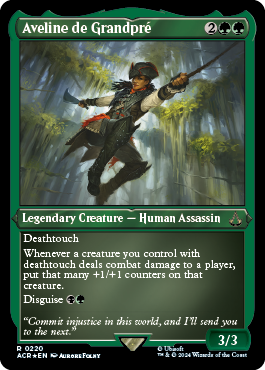 Aveline de Grandpré 2
Legendary Creature — Human Assassin
Deathtouch
Whenever a creature you control with
deathtouch deals combat damage to a player,
put that many +1/+1 counters on that
creature.
Disguise
“Commit injustice in this world, and I’ll send you
to the next.”
3/3
R 0220
ACR★EN AURORE FOLNY
© Ubisoft
™ & © 2024 Wizards of the Coast